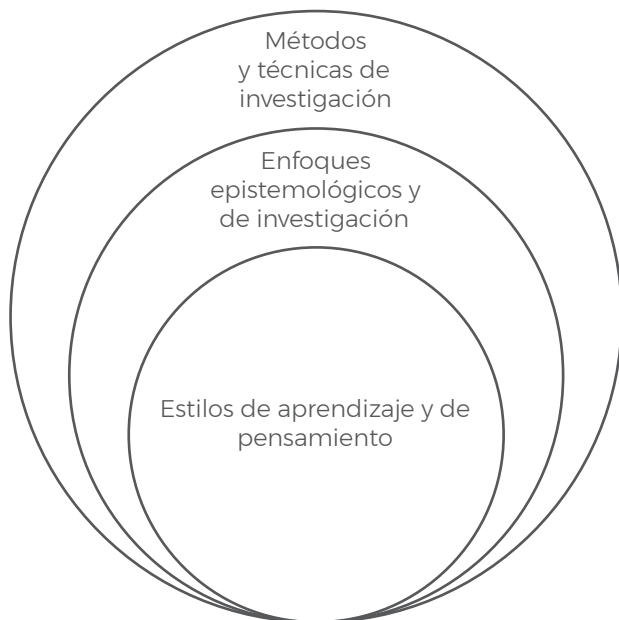 Métodos
y técnicas de
investigación
Enfoques
epistemológicos y
de investigación
Estilos de aprendizaje y de
pensamiento